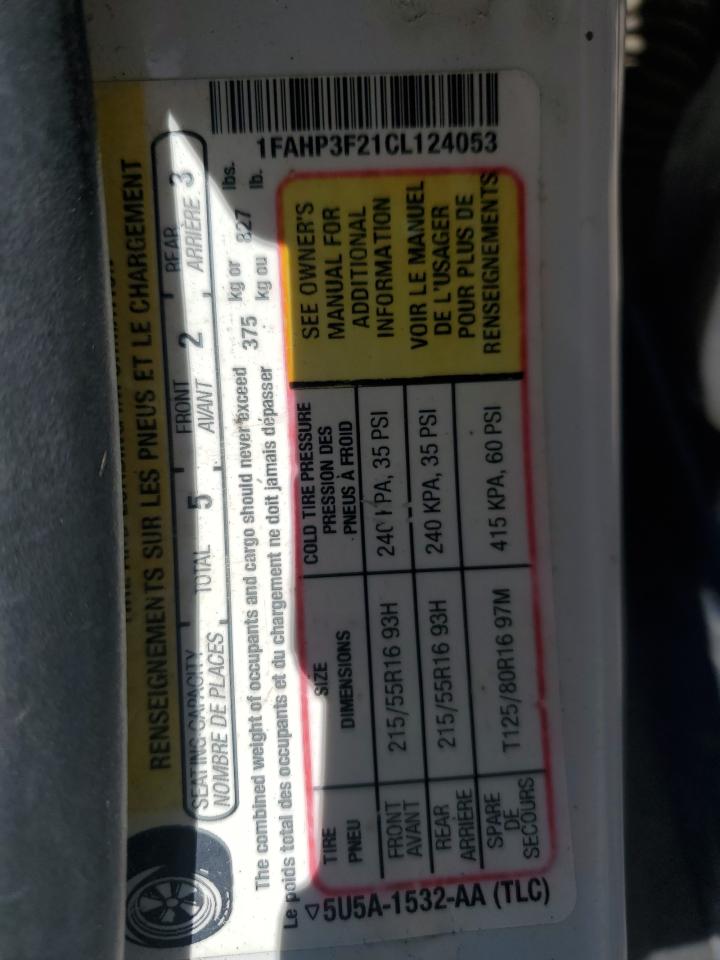 RENSEIGNEMENTS SUR LES PNEUS ET LE CHARGEMENT
SEATING CAPACITY TOTAL 5 FRONT 2 REAR 3
NOMBRE DE PLACES AVANT ARRIÈRE
The combined weight of occupants and cargo should never exceed 375 kg or 827 lbs.
Le poids total des occupants et du chargement ne doit jamais dépasser kg ou lb.
1FAHP3F21CL124053
TIRE SIZE COLD TIRE PRESSURE
PNEU DIMENSIONS PRESSION DES
PNEUS À FROID
FRONT 215/55R16 93H 240 KPA, 35 PSI
AVANT
REAR 215/55R16 93H 240 KPA, 35 PSI
ARRIÈRE
SPARE T125/80R16 97M 415 KPA, 60 PSI
DE
SECOURS
SEE OWNER'S
MANUAL FOR
ADDITIONAL
INFORMATION
VOIR LE MANUEL
DE L'USAGER
POUR PLUS DE
RENSEIGNEMENTS
▽5U5A-1532-AA (TLC)